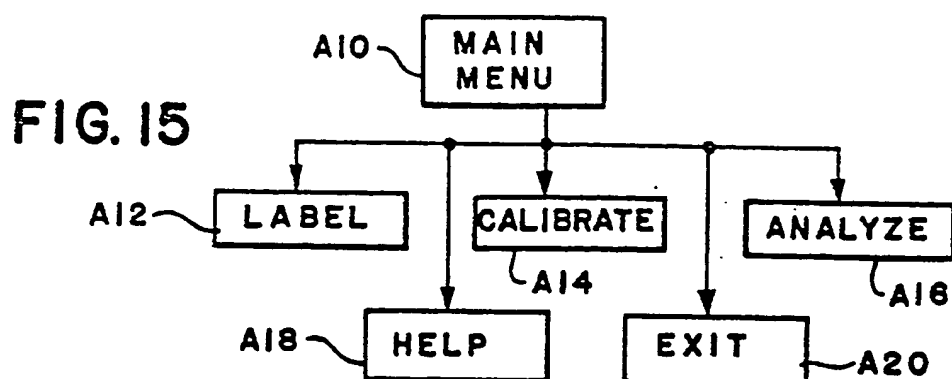 A10
MAIN
MENU
FIG. 15
A12
LABEL
CALIBRATE
ANALYZE
A14
A16
A18
HELP
EXIT
A20